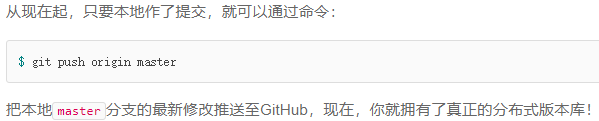 从现在起，只要本地作了提交，就可以通过命令：
$ git push origin master
把本地master分支的最新修改推送至GitHub，现在，你就拥有了真正的分布式版本库！